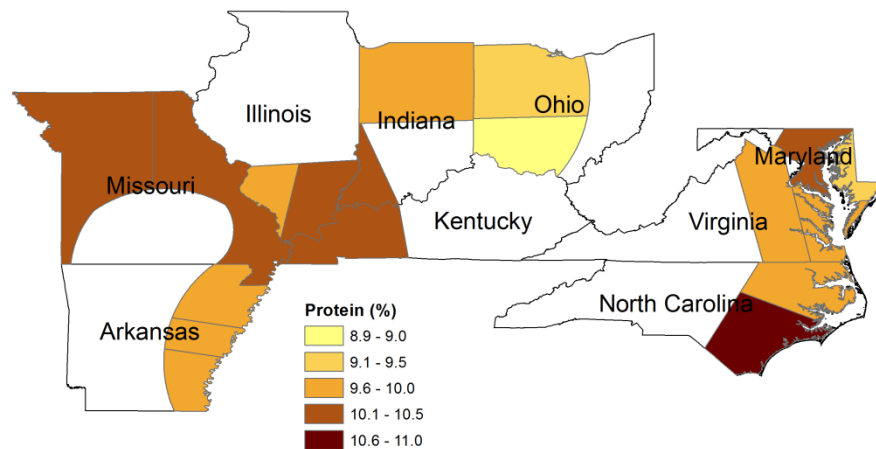 Illinois
Indiana
Ohio
Missouri
Kentucky
Maryland
Virginia
Arkansas
North Carolina
Protein (%)
8.9 - 9.0
9.1 - 9.5
9.6 - 10.0
10.1 - 10.5
10.6 - 11.0